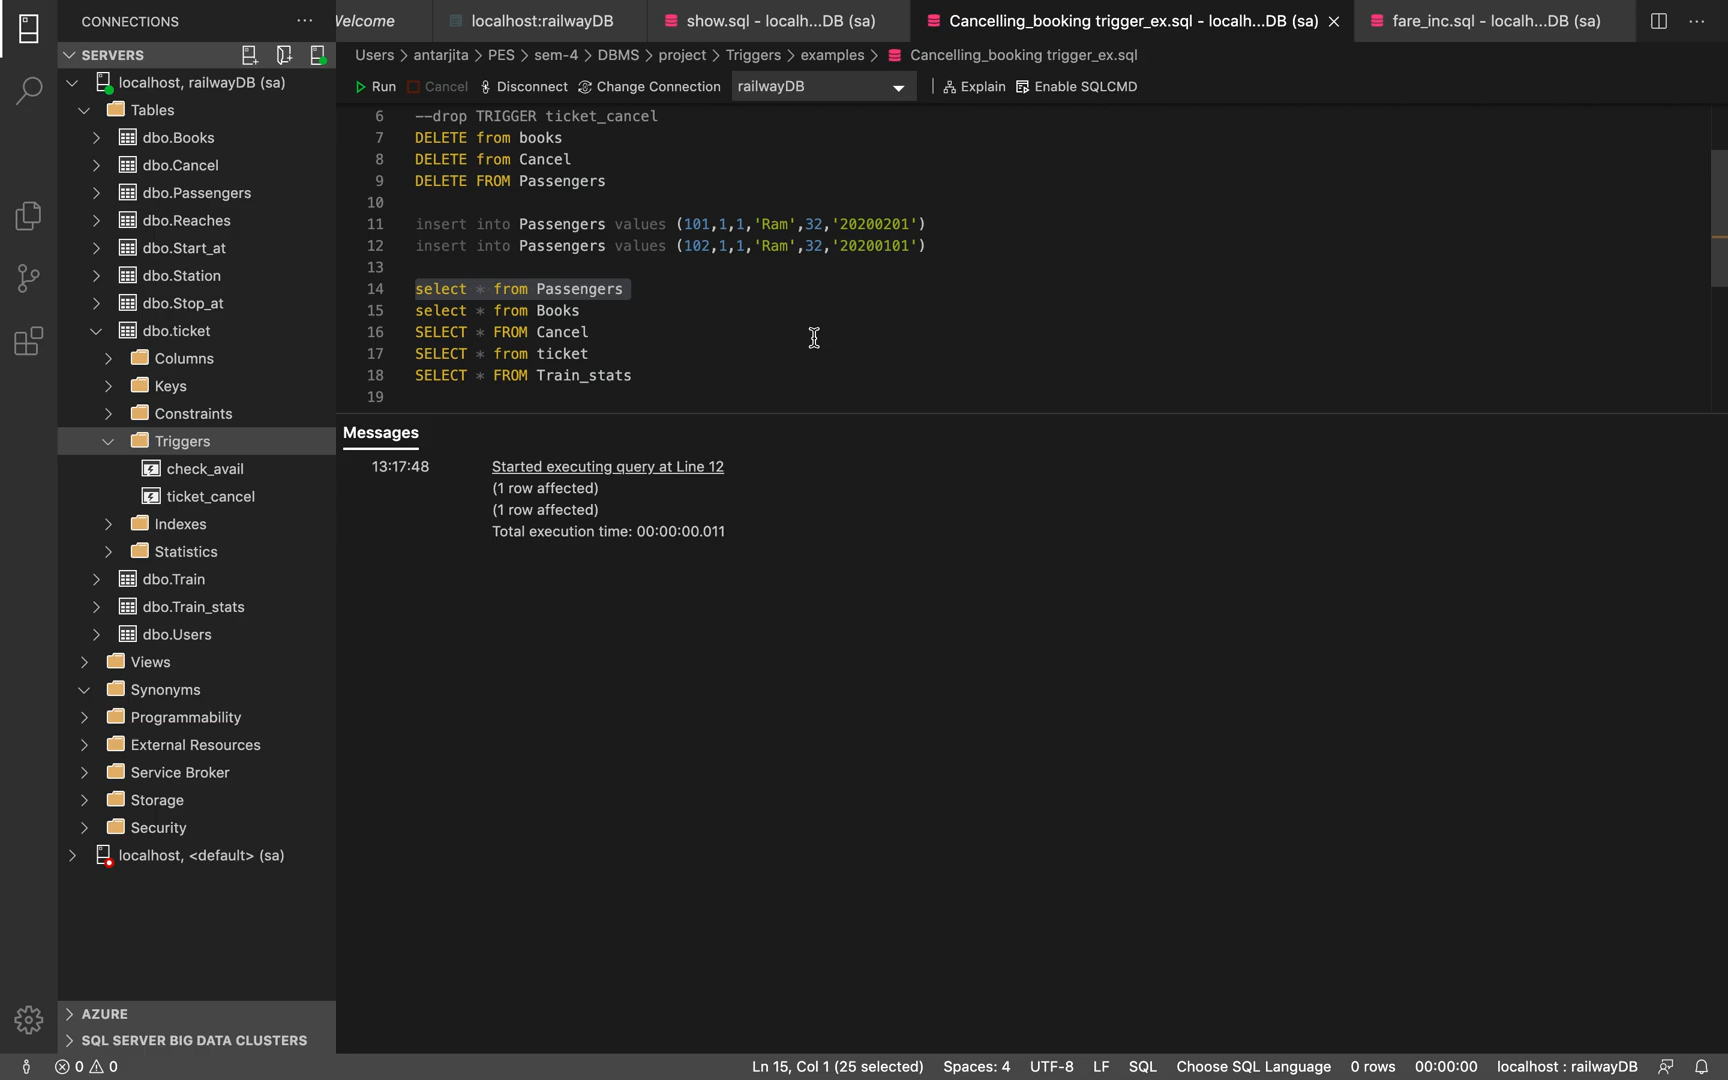 CONNECTIONS ...
SERVERS
localhost, railwayDB (sa)
Tables
dbo.Books
dbo.Cancel
dbo.Passengers
dbo.Reaches
dbo.Start_at
dbo.Station
dbo.Stop_at
dbo.ticket
Columns
Keys
Constraints
Triggers
check_avail
ticket_cancel
Indexes
Statistics
dbo.Train
dbo.Train_stats
dbo.Users
Views
Synonyms
Programmability
External Resources
Service Broker
Storage
Security
localhost, <default> (sa)
AZURE
SQL SERVER BIG DATA CLUSTERS
Welcome localhost:railwayDB show.sql - localh...DB (sa) Cancelling_booking trigger_ex.sql - localh...DB (sa) fare_inc.sql - localh...DB (sa)
Users > antarjita > PES > sem-4 > DBMS > project > Triggers > examples > Cancelling_booking trigger_ex.sql
Run Cancel Disconnect Change Connection railwayDB Explain Enable SQLCMD
6 --drop TRIGGER ticket_cancel
7 DELETE from books
8 DELETE from Cancel
9 DELETE FROM Passengers
10
11 insert into Passengers values (101,1,1,'Ram',32,'20200201')
12 insert into Passengers values (102,1,1,'Ram',32,'20200101')
13
14 select * from Passengers
15 select * from Books
16 SELECT * FROM Cancel
17 SELECT * from ticket
18 SELECT * FROM Train_stats
19
Messages
13:17:48 Started executing query at Line 12
(1 row affected)
(1 row affected)
Total execution time: 00:00:00.011
0 0 Ln 15, Col 1 (25 selected) Spaces: 4 UTF-8 LF SQL Choose SQL Language 0 rows 00:00:00 localhost : railwayDB